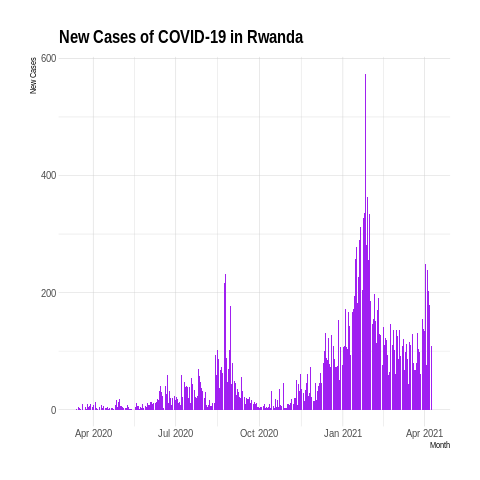 New Cases of COVID-19 in Rwanda
New Cases
600
400
200
0
Apr 2020 Jul 2020 Oct 2020 Jan 2021 Apr 2021
Month